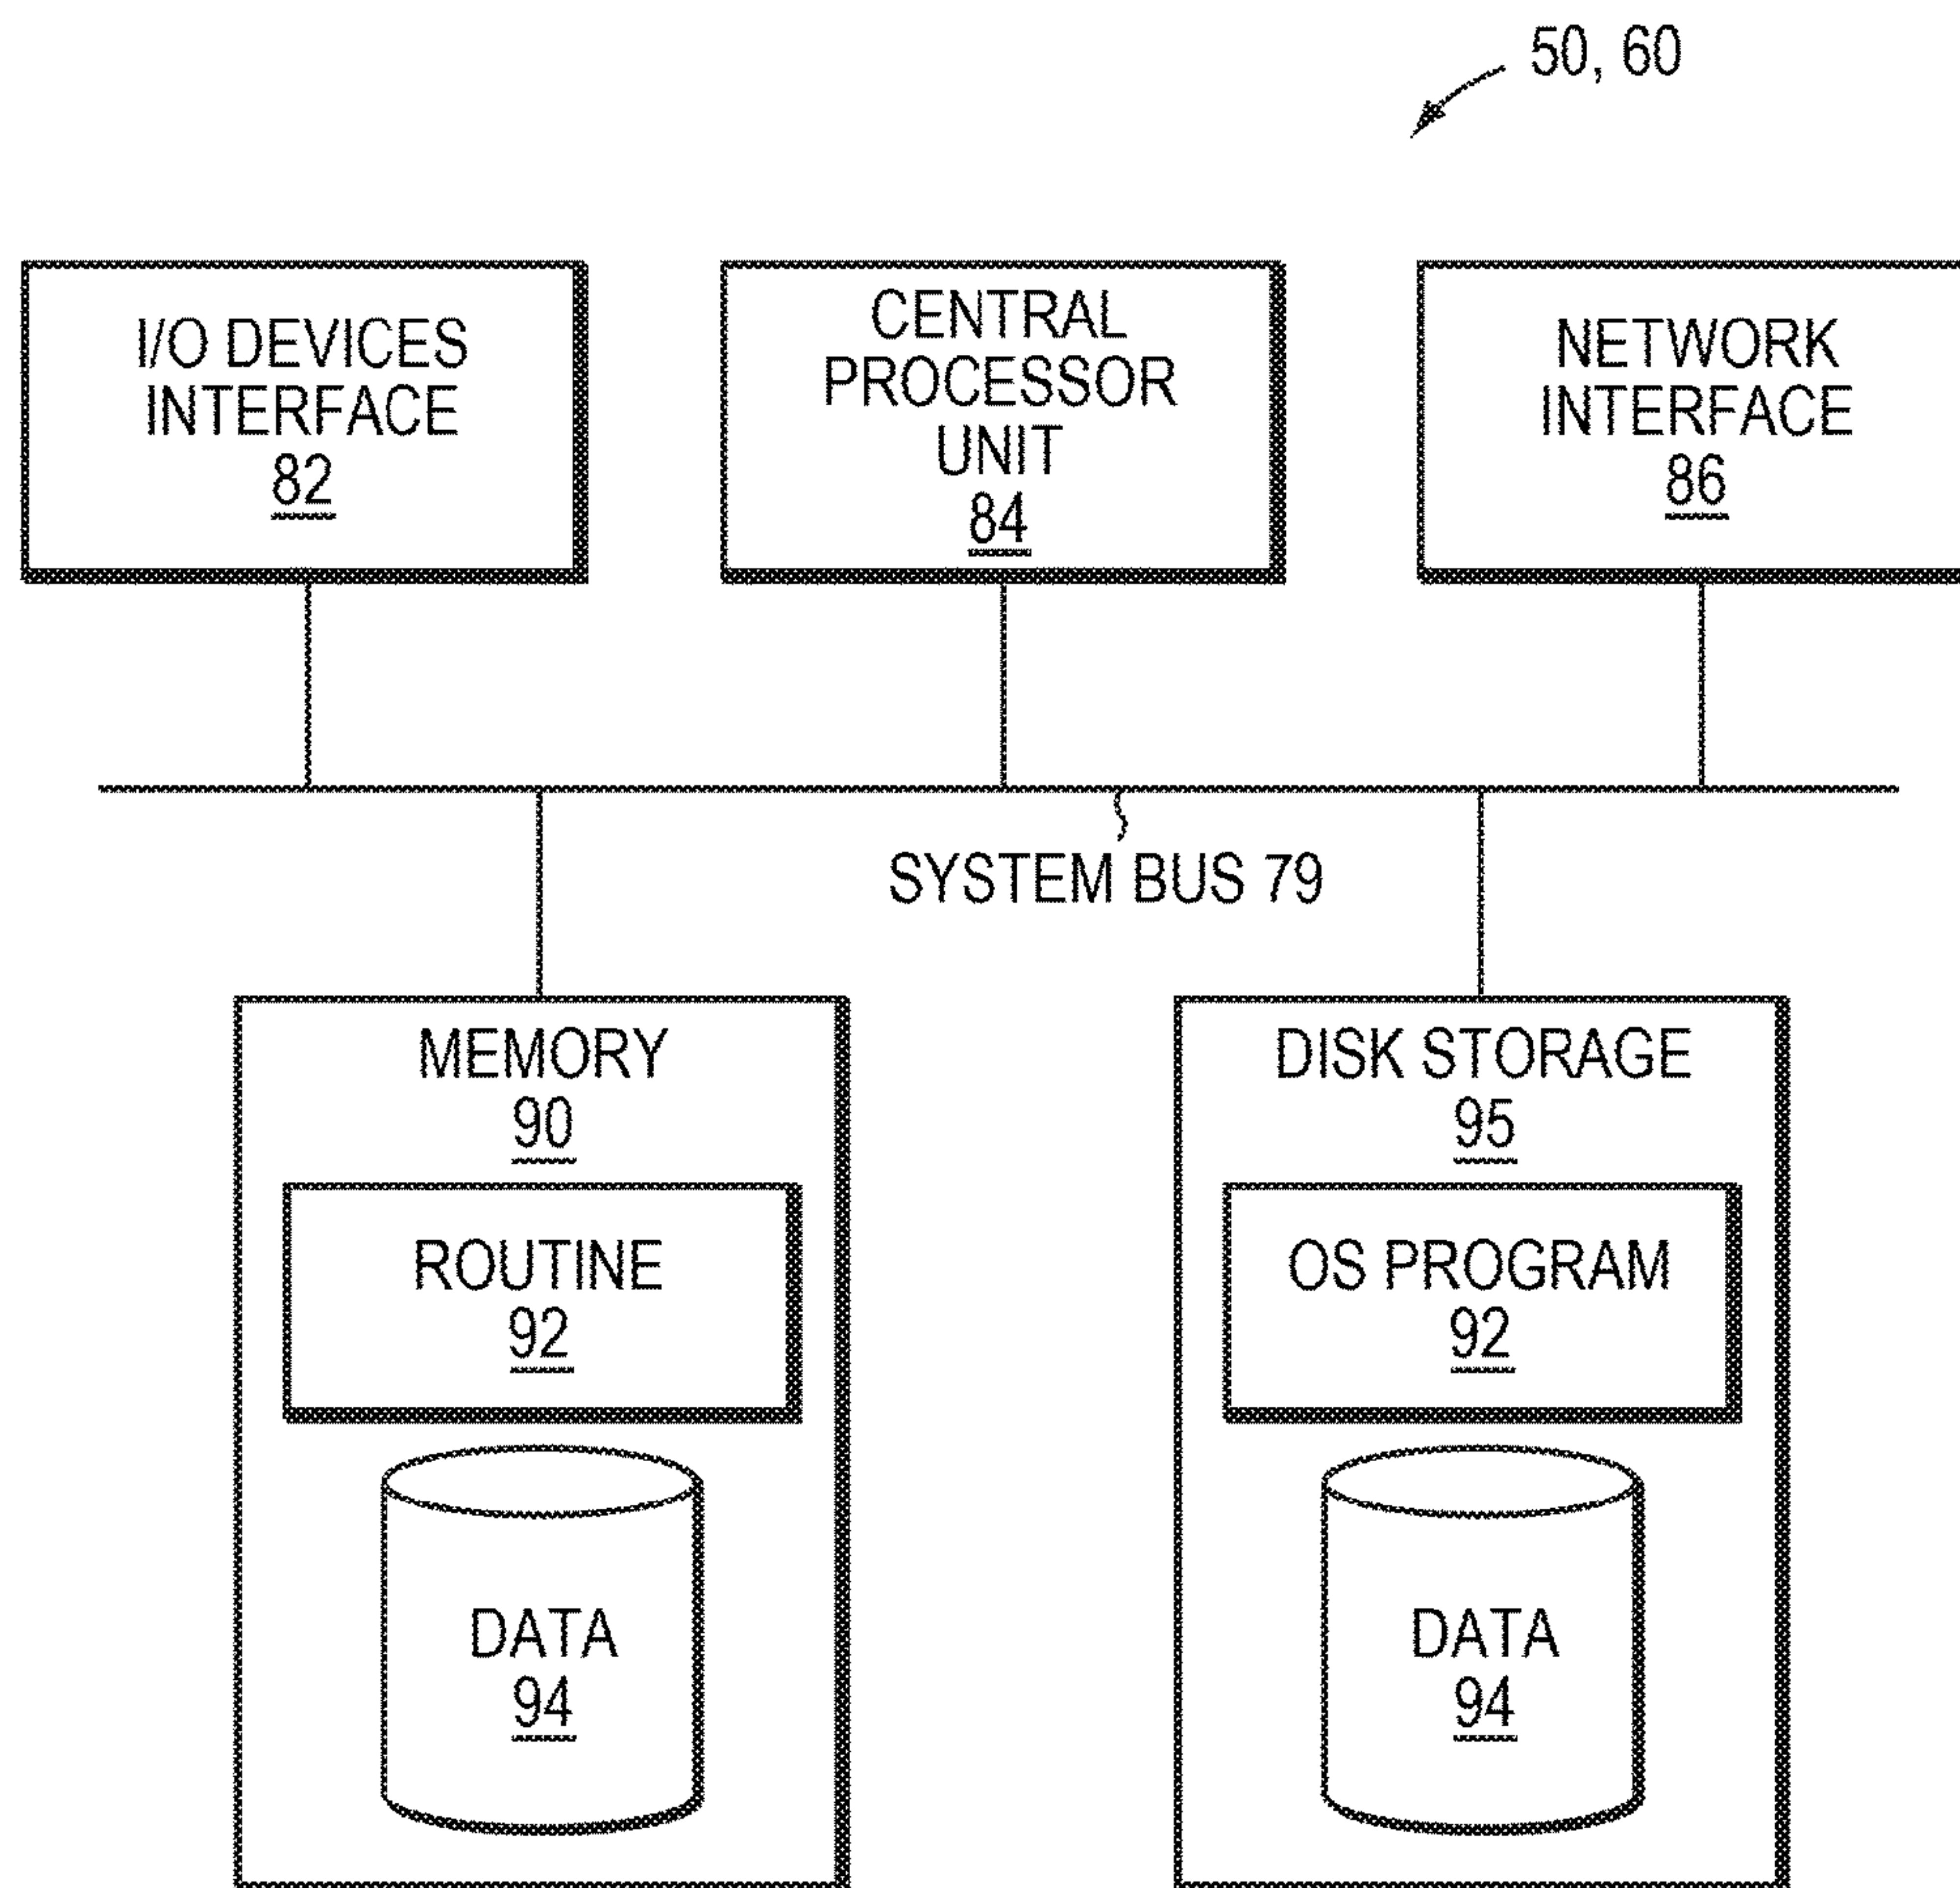 50, 60
I/O DEVICES
INTERFACE
82
CENTRAL
PROCESSOR
UNIT
84
NETWORK
INTERFACE
86
SYSTEM BUS 79
MEMORY
90
ROUTINE
92
DATA
94
DISK STORAGE
95
OS PROGRAM
92
DATA
94